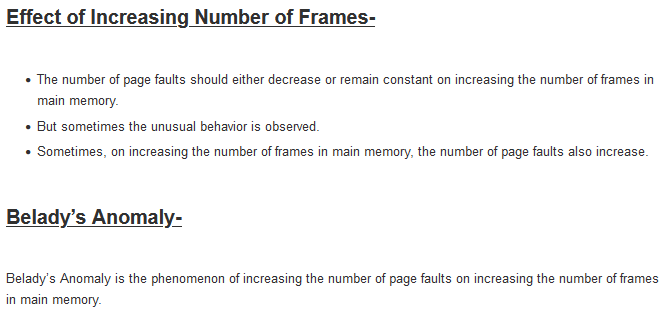 Effect of Increasing Number of Frames-
• The number of page faults should either decrease or remain constant on increasing the number of frames in
main memory.
• But sometimes the unusual behavior is observed.
• Sometimes, on increasing the number of frames in main memory, the number of page faults also increase.
Belady’s Anomaly-
Belady’s Anomaly is the phenomenon of increasing the number of page faults on increasing the number of frames
in main memory.